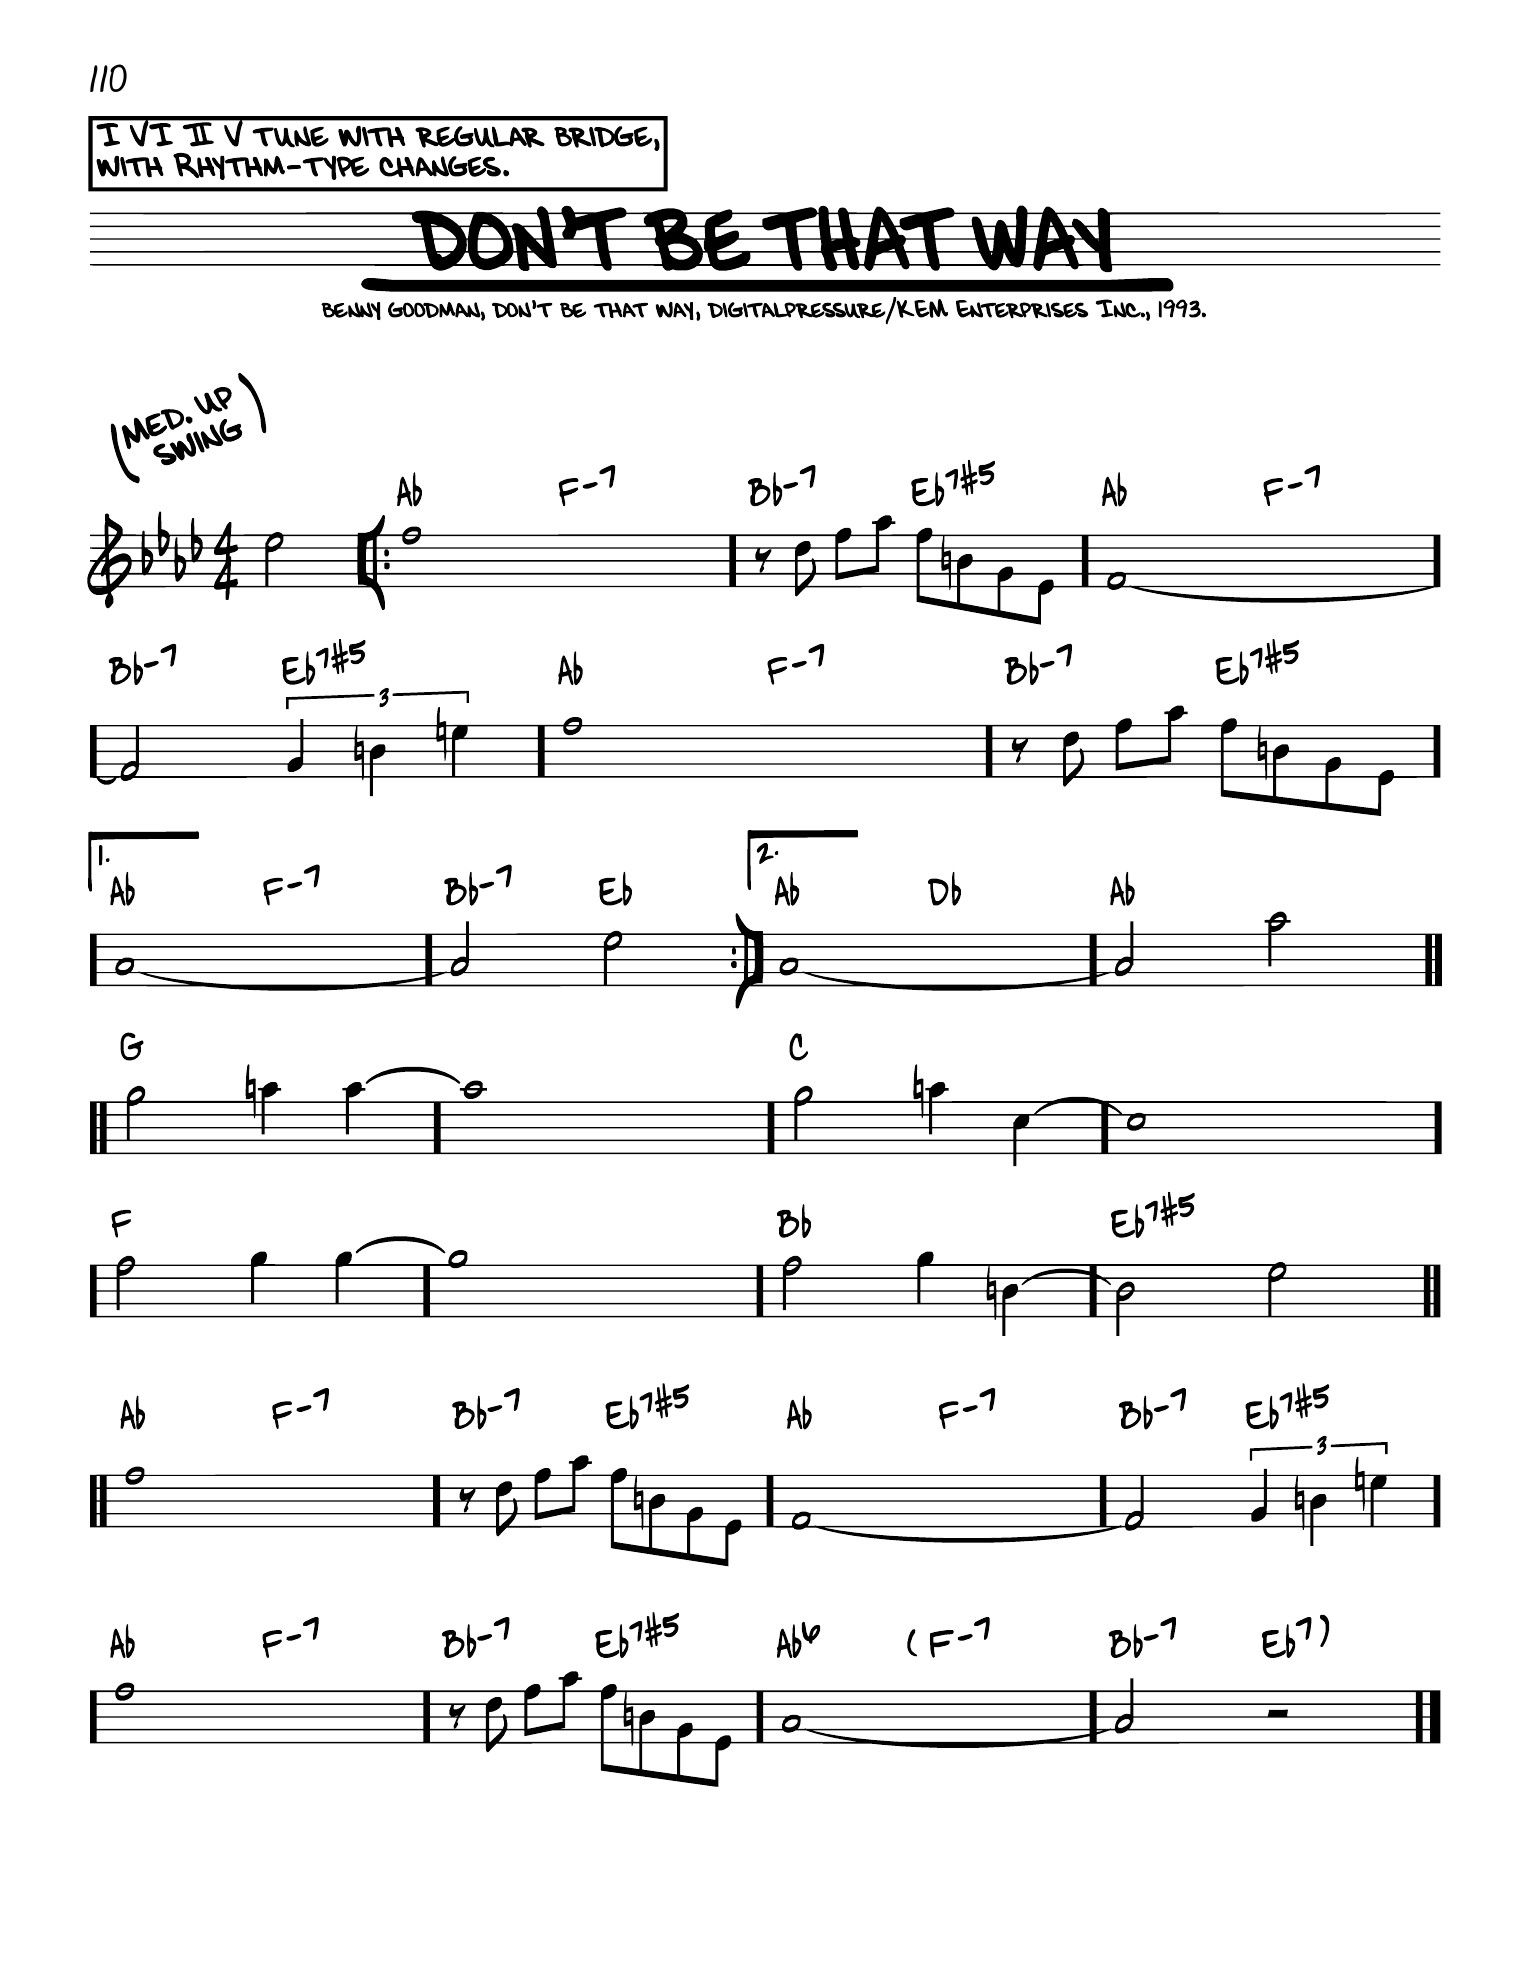 110
I VI II V TUNE WITH REGULAR BRIDGE,
WITH RHYTHM-TYPE CHANGES.
DON'T BE THAT WAY
BENNY GOODMAN, DON'T BE THAT WAY, DIGITALPRESSURE/KEM ENTERPRISES INC., 1993.
(MED. UP
SWING)
Ab F-7 Bb-7 Eb7#5 Ab F-7
4
4
Bb-7 Eb7#5 Ab F-7 Bb-7 Eb7#5
3
1. 2.
Ab F-7 Bb-7 Eb Ab Db Ab
G C
F Bb Eb7#5
Ab F-7 Bb-7 Eb7#5 Ab F-7 Bb-7 Eb7#5
3
Ab F-7 Bb-7 Eb7#5 Ab6 (F-7 Bb-7 Eb7)